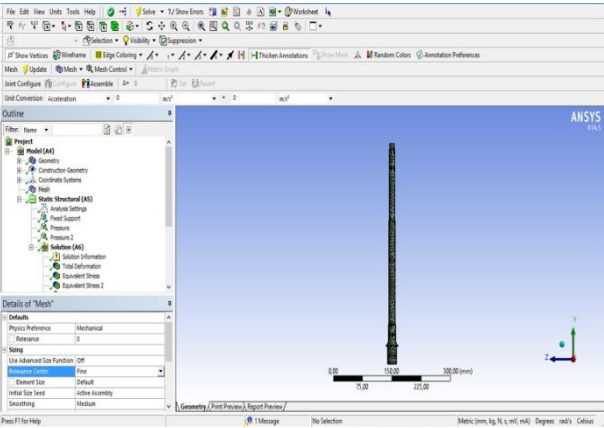 File Edit View Units Tools Help Solve ?/ Show Errors Worksheet
Selection Visibility Suppression
Show Vertices Wireframe Edge Coloring Thicken Annotations Show Mesh Random Colors Annotation Preferences
Mesh Update Mesh Mesh Control Metric Graph
Joint Configure Configure Assemble Δ= 0 Set Revert
Unit Conversion Acceleration 0 m/s² = 0 m/s²
Outline
Filter: Name
Project
Model (A4)
Geometry
Construction Geometry
Coordinate Systems
Mesh
Static Structural (A5)
Analysis Settings
Fixed Support
Pressure
Pressure 2
Solution (A6)
Solution Information
Total Deformation
Equivalent Stress
Equivalent Stress 2
ANSYS
R14.5
Details of "Mesh"
Defaults
Physics Preference Mechanical
Relevance 0
Sizing
Use Advanced Size Function Off
Relevance Center Fine
Element Size Default
Initial Size Seed Active Assembly
Smoothing Medium
0,00 150,00 300,00 (mm)
75,00 225,00
Y
Z
Geometry Print Preview Report Preview
Press F1 for Help 1 Message No Selection Metric (mm, kg, N, s, mV, mA) Degrees rad/s Celsius